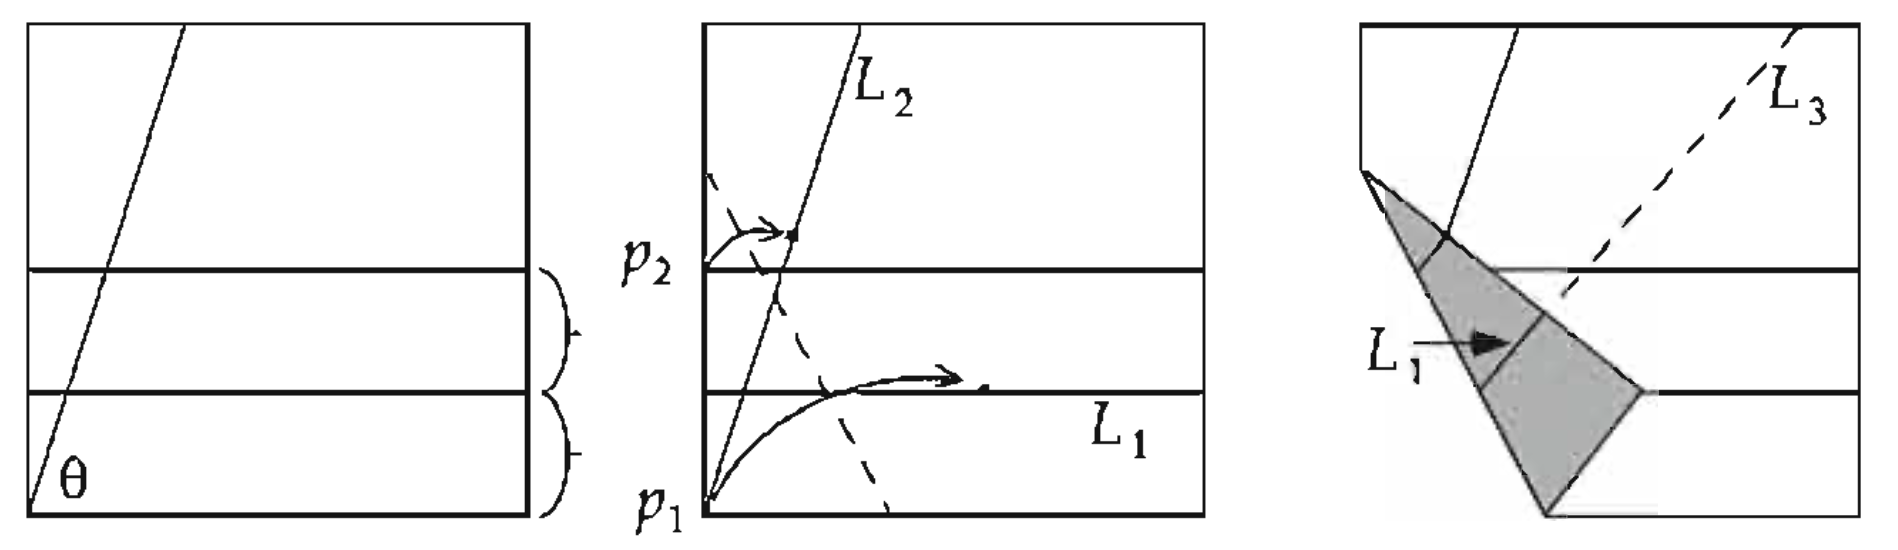 θ
L₂
p₂
L₁
p₁
L₃
L₁